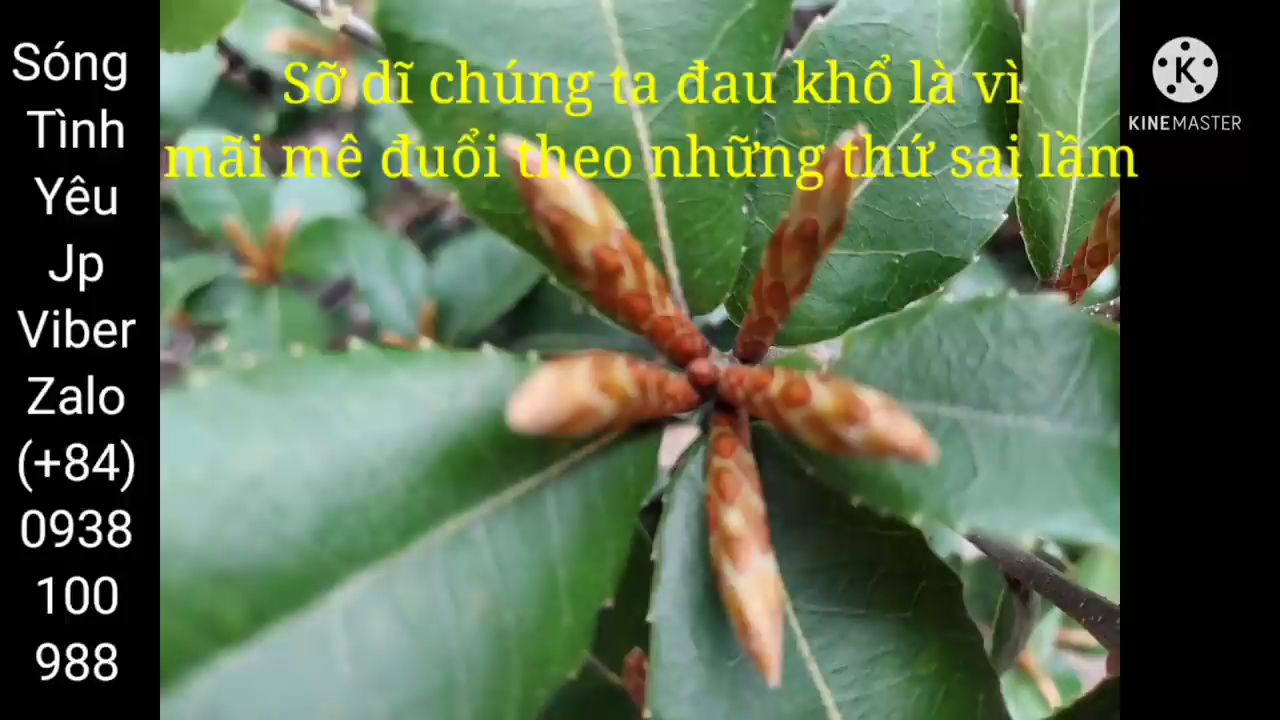 Sóng
Tình
Yêu
Jp
Viber
Zalo
(+84)
0938
100
988
Sỡ dĩ chúng ta đau khổ là vì
mãi mê đuổi theo những thứ sai lầm
K
KINEMASTER